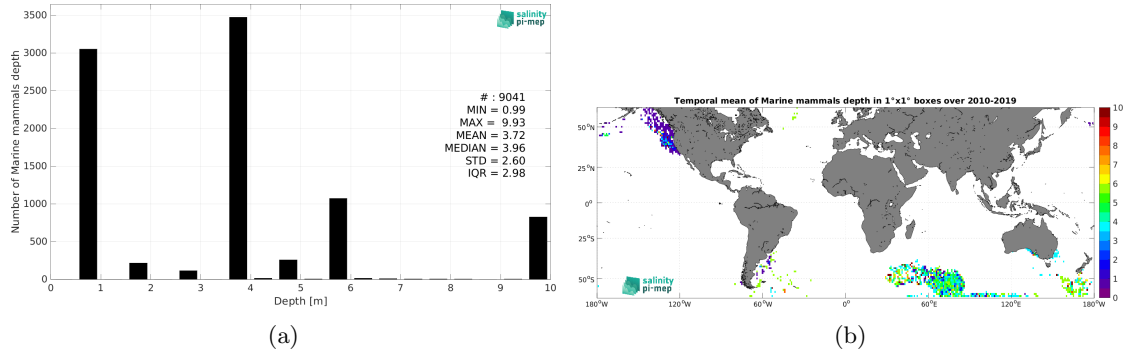 3500
3000
2500
2000
1500
1000
500
0
Number of Marine mammals depth
salinity
pi-mep
# : 9041
MIN = 0.99
MAX = 9.93
MEAN = 3.72
MEDIAN = 3.96
STD = 2.60
IQR = 2.98
0 1 2 3 4 5 6 7 8 9 10
Depth [m]
(a)
Temporal mean of Marine mammals depth in 1°x1° boxes over 2010-2019
50°N
25°N
0°
25°S
50°S
salinity
pi-mep
180°W 120°W 60°W 0° 60°E 120°E 180°E
10
9
8
7
6
5
4
3
2
1
0
(b)